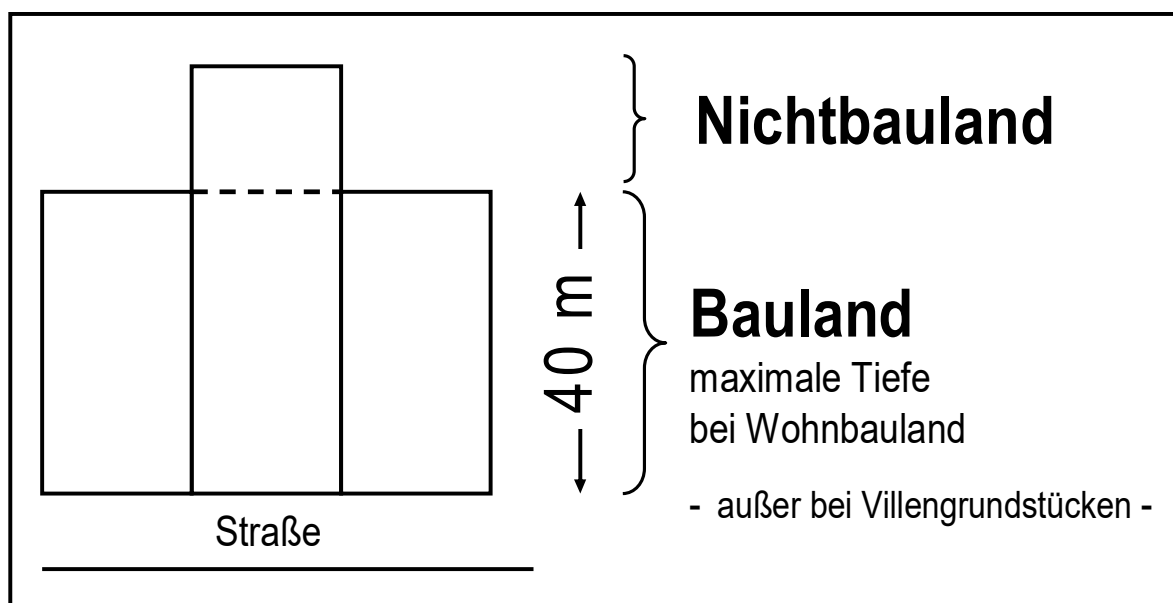 Nichtbauland
40 m
Bauland
maximale Tiefe
bei Wohnbauland
- außer bei Villengrundstücken -
Straße